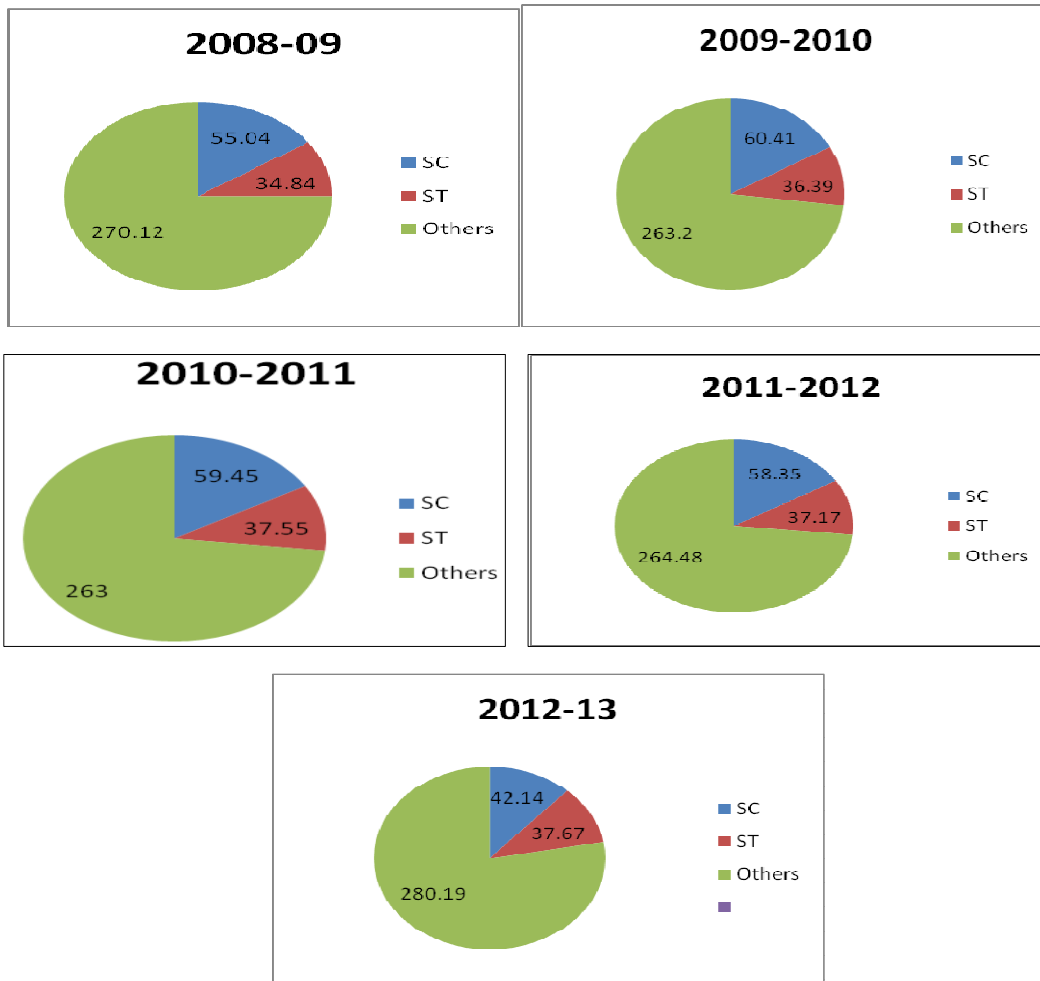 2008-09
55.04
34.84
270.12
SC
ST
Others
2009-2010
60.41
36.39
263.2
SC
ST
Others
2010-2011
59.45
37.55
263
SC
ST
Others
2011-2012
58.35
37.17
264.48
SC
ST
Others
2012-13
42.14
37.67
280.19
SC
ST
Others